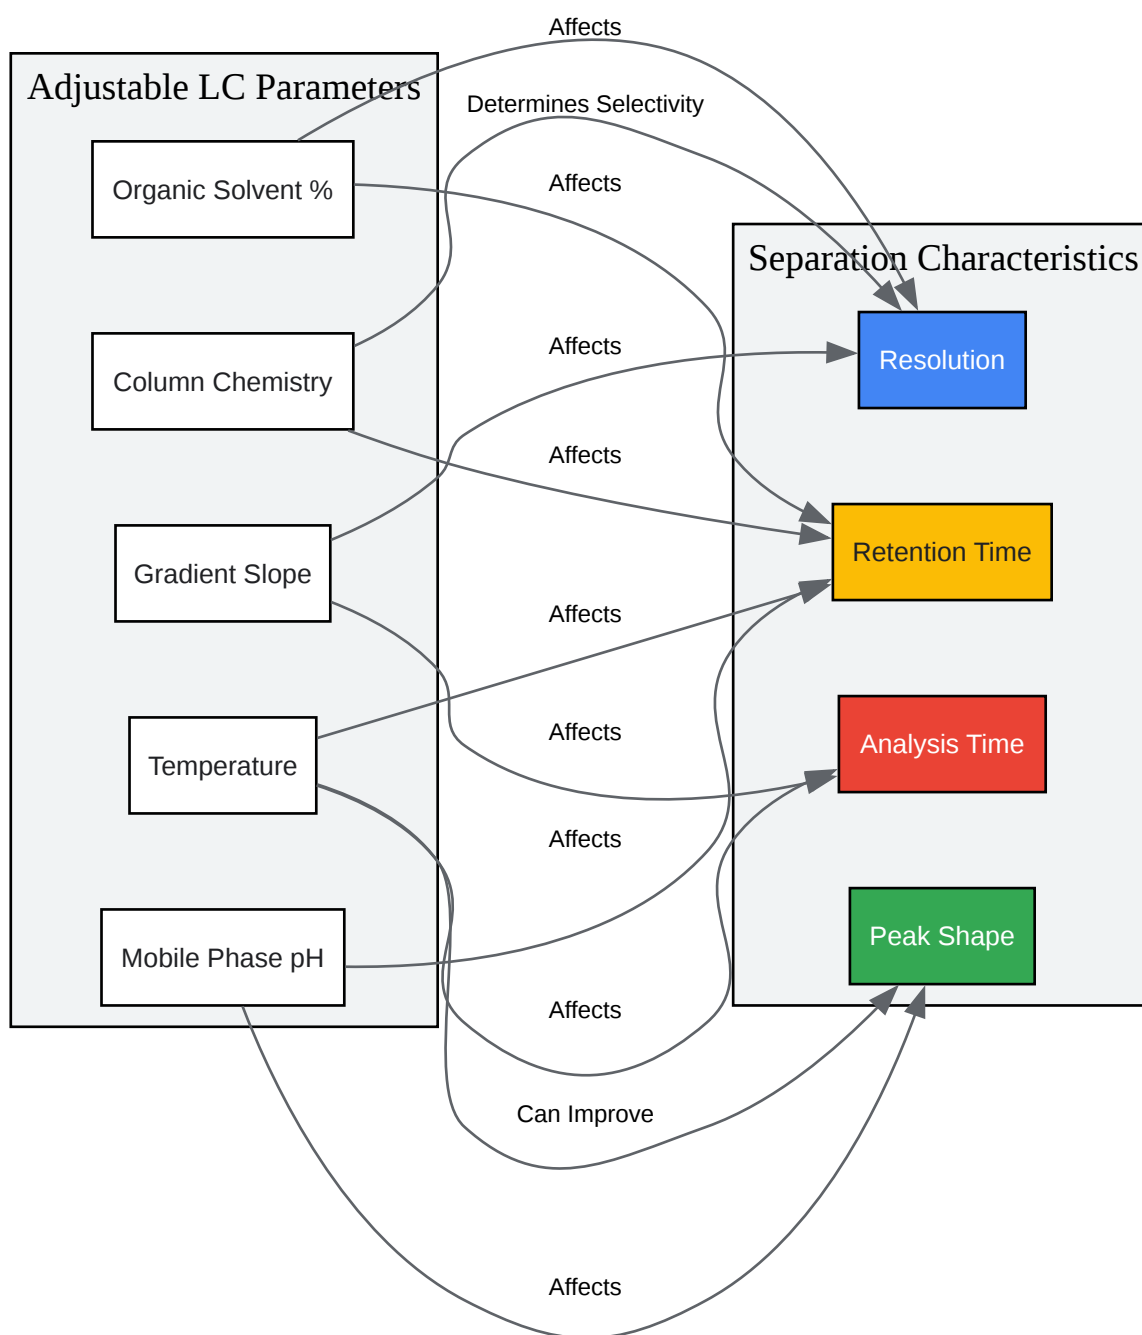 Affects
Adjustable LC Parameters
Determines Selectivity
Organic Solvent %
Affects
Separation Characteristics
Affects
Resolution
Column Chemistry
Affects
Retention Time
Gradient Slope
Affects
Affects
Analysis Time
Temperature
Affects
Peak Shape
Mobile Phase pH
Affects
Can Improve
Affects